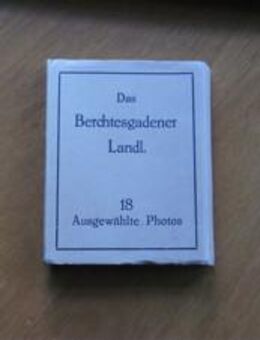 Das
Berchtesgadener
Landl.
18
Ausgewählte Photos